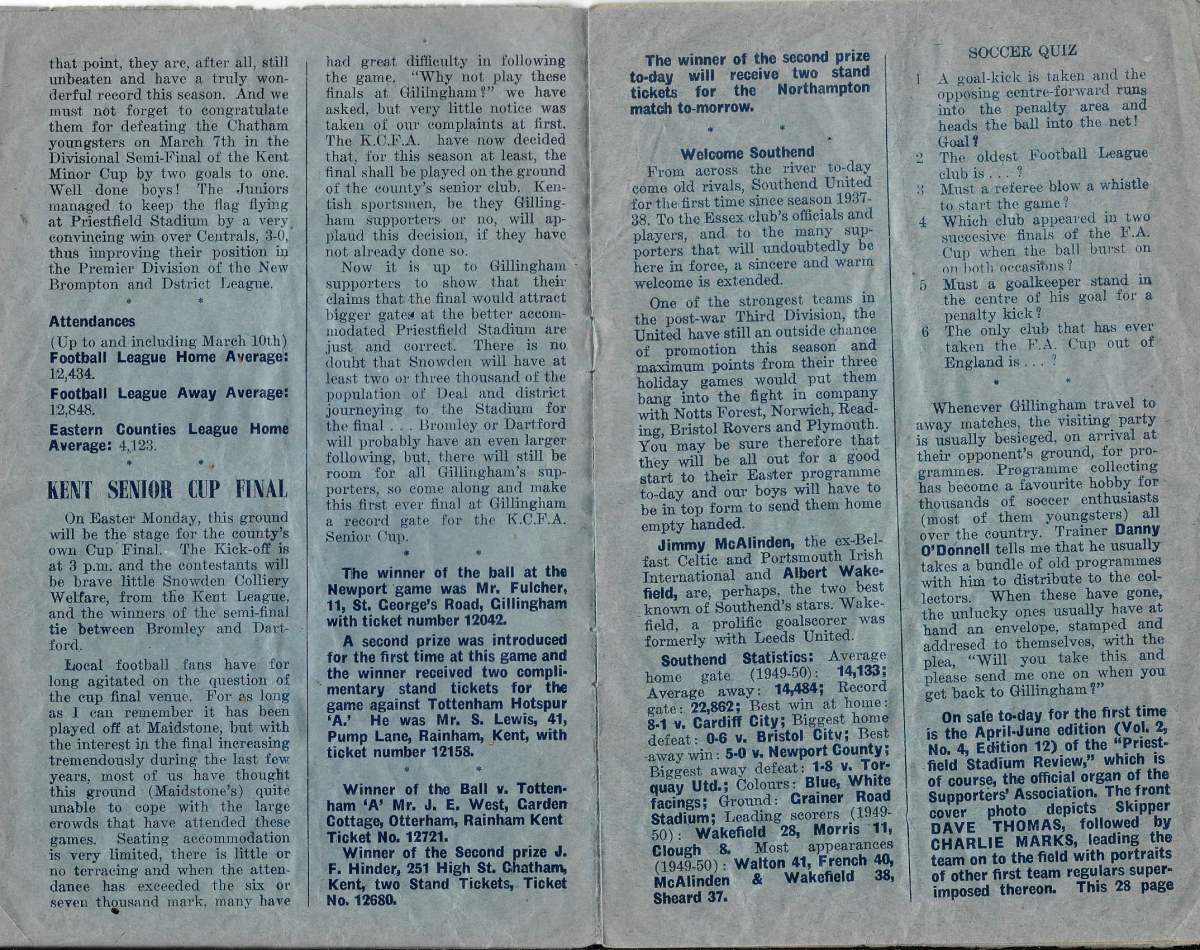 that point, they are, after all, still
unbeaten and have a truly won-
derful record this season. And we
must not forget to congratulate
them for defeating the Chatham
youngsters on March 7th in the
Divisional Semi-Final of the Kent
Minor Cup by two goals to one.
Well done boys! The Juniors
managed to keep the flag flying
at Priestfield Stadium by a very
convincing win over Centrals, 3-0,
thus improving their position in
the Premier Division of the New
Brompton and Dstrict League.
* *
Attendances
(Up to and including March 10th)
Football League Home Average:
12,434.
Football League Away Average:
12,848.
Eastern Counties League Home
Average: 4,123.
* *
KENT SENIOR CUP FINAL
On Easter Monday, this ground
will be the stage for the county's
own Cup Final. The Kick-off is
at 3 p.m. and the contestants will
be brave little Snowden Colliery
Welfare, from the Kent League,
and the winners of the semi-final
tie between Bromley and Dart-
ford.
Local football fans have for
long agitated on the question of
the cup final venue. For as long
as I can remember it has been
played off at Maidstone, but with
the interest in the final increasing
tremendously during the last few
years, most of us have thought
this ground (Maidstone's) quite
unable to cope with the large
crowds that have attended these
games. Seating accommodation
is very limited, there is little or
no terracing and when the atten-
dance has exceeded the six or
seven thousand mark, many have
had great difficulty in following
the game. "Why not play these
finals at Gillingham?" we have
asked, but very little notice was
taken of our complaints at first.
The K.C.F.A. have now decided
that, for this season at least, the
final shall be played on the ground
of the county's senior club. Ken-
tish sportsmen, be they Gilling-
ham supporters or no, will ap-
plaud this decision, if they have
not already done so.
Now it is up to Gillingham
supporters to show that their
claims that the final would attract
bigger gates at the better accom-
modated Priestfield Stadium are
just and correct. There is no
doubt that Snowden will have at
least two or three thousand of the
population of Deal and district
journeying to the Stadium for
the final . . . Bromley or Dartford
will probably have an even larger
following, but, there will still be
room for all Gillingham's sup-
porters, so come along and make
this first ever final at Gillingham
a record gate for the K.C.F.A.
Senior Cup.
* *
The winner of the ball at the
Newport game was Mr. Fulcher,
11, St. George's Road, Gillingham
with ticket number 12042.
A second prize was introduced
for the first time at this game and
the winner received two compli-
mentary stand tickets for the
game against Tottenham Hotspur
'A.' He was Mr. S. Lewis, 41,
Pump Lane, Rainham, Kent, with
ticket number 12158.
* *
Winner of the Ball v. Totten-
ham 'A' Mr. J. E. West, Garden
Cottage, Otterham, Rainham Kent
Ticket No. 12721.
Winner of the Second prize J.
F. Hinder, 251 High St. Chatham,
Kent, two Stand Tickets, Ticket
No. 12680.
The winner of the second prize
to-day will receive two stand
tickets for the Northampton
match to-morrow.
* *
Welcome Southend
From across the river to-day
come old rivals, Southend United
for the first time since season 1937-
38. To the Essex club's officials and
players, and to the many sup-
porters that will undoubtedly be
here in force, a sincere and warm
welcome is extended.
One of the strongest teams in
the post-war Third Division, the
United have still an outside chance
of promotion this season and
maximum points from their three
holiday games would put them
bang into the fight in company
with Notts Forest, Norwich, Read-
ing, Bristol Rovers and Plymouth.
You may be sure therefore that
they will be all out for a good
start to their Easter programme
to-day and our boys will have to
be in top form to send them home
empty handed.
Jimmy McAlinden, the ex-Bel-
fast Celtic and Portsmouth Irish
International and Albert Wake-
field, are, perhaps, the two best
known of Southend's stars. Wake-
field, a prolific goalscorer was
formerly with Leeds United.
Southend Statistics: Average
home gate (1949-50): 14,133;
Average away: 14,484; Record
gate: 22,862; Best win at home:
8-1 v. Cardiff City; Biggest home
defeat: 0-6 v. Bristol City; Best
away win: 5-0 v. Newport County;
Biggest away defeat: 1-8 v. Tor-
quay Utd.; Colours: Blue, White
facings; Ground: Grainer Road
Stadium; Leading scorers (1949-
50): Wakefield 28, Morris 11,
Clough 8. Most appearances
(1949-50): Walton 41, French 40,
McAlinden & Wakefield 38,
Sheard 37.
SOCCER QUIZ
1 A goal-kick is taken and the
opposing centre-forward runs
into the penalty area and
heads the ball into the net!
Goal?
2 The oldest Football League
club is . . . ?
3 Must a referee blow a whistle
to start the game?
4 Which club appeared in two
succesive finals of the F.A.
Cup when the ball burst on
on both occasions?
5 Must a goalkeeper stand in
the centre of his goal for a
penalty kick?
6 The only club that has ever
taken the F.A. Cup out of
England is . . . ?
* *
Whenever Gillingham travel to
away matches, the visiting party
is usually besieged, on arrival at
their opponent's ground, for pro-
grammes. Programme collecting
has become a favourite hobby for
thousands of soccer enthusiasts
(most of them youngsters) all
over the country. Trainer Danny
O'Donnell tells me that he usually
takes a bundle of old programmes
with him to distribute to the col-
lectors. When these have gone,
the unlucky ones usually have at
hand an envelope, stamped and
addresed to themselves, with the
plea, "Will you take this and
please send me one on when you
get back to Gillingham?"
On sale to-day for the first time
is the April-June edition (Vol. 2,
No. 4, Edition 12) of the "Priest-
field Stadium Review," which is
of course, the official organ of the
Supporters' Association. The front
cover photo depicts Skipper
DAVE THOMAS, followed by
CHARLIE MARKS, leading the
team on to the field with portraits
of other first team regulars super-
imposed thereon. This 28 page